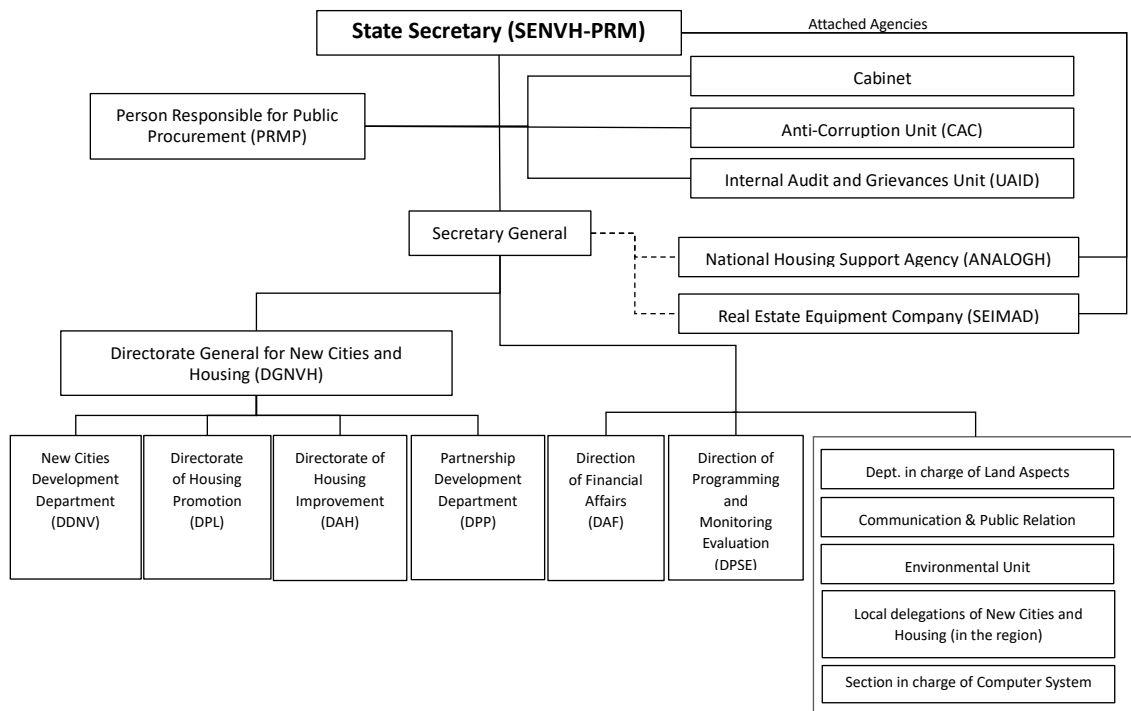 State Secretary (SENVH-PRM)
Attached Agencies
Cabinet
Person Responsible for Public
Procurement (PRMP)
Anti-Corruption Unit (CAC)
Internal Audit and Grievances Unit (UAID)
Secretary General
National Housing Support Agency (ANALOGH)
Real Estate Equipment Company (SEIMAD)
Directorate General for New Cities and
Housing (DGNVH)
New Cities
Development
Department
(DDNV)
Directorate
of Housing
Promotion
(DPL)
Directorate of
Housing
Improvement
(DAH)
Partnership
Development
Department
(DPP)
Direction
of Financial
Affairs
(DAF)
Direction of
Programming
and
Monitoring
Evaluation
(DPSE)
Dept. in charge of Land Aspects
Communication & Public Relation
Environmental Unit
Local delegations of New Cities and
Housing (in the region)
Section in charge of Computer System